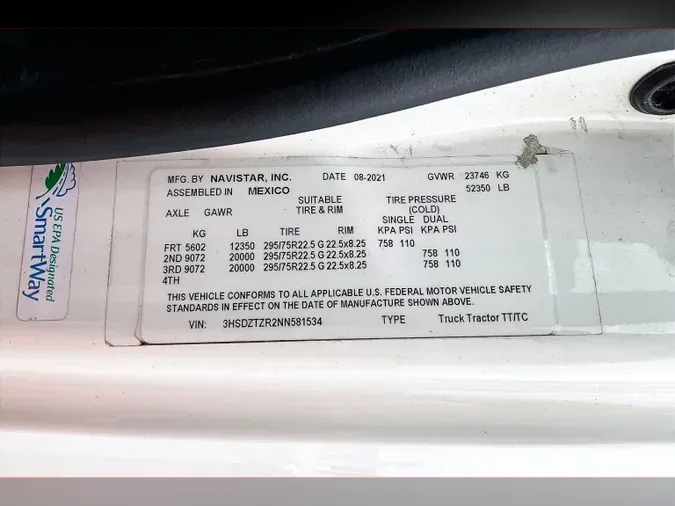 MFG. BY NAVISTAR, INC. DATE 08-2021 GVWR 23746 KG
ASSEMBLED IN MEXICO 52350 LB
SUITABLE TIRE PRESSURE
AXLE GAWR TIRE & RIM (COLD)
SINGLE DUAL
KG LB TIRE RIM KPA PSI KPA PSI
FRT 5602 12350 295/75R22.5 G 22.5x8.25 758 110
2ND 9072 20000 295/75R22.5 G 22.5x8.25 758 110
3RD 9072 20000 295/75R22.5 G 22.5x8.25 758 110
4TH
THIS VEHICLE CONFORMS TO ALL APPLICABLE U.S. FEDERAL MOTOR VEHICLE SAFETY
STANDARDS IN EFFECT ON THE DATE OF MANUFACTURE SHOWN ABOVE.
VIN: 3HSDZTZR2NN581534 TYPE Truck Tractor TT/TC
US EPA Designated
SmartWay